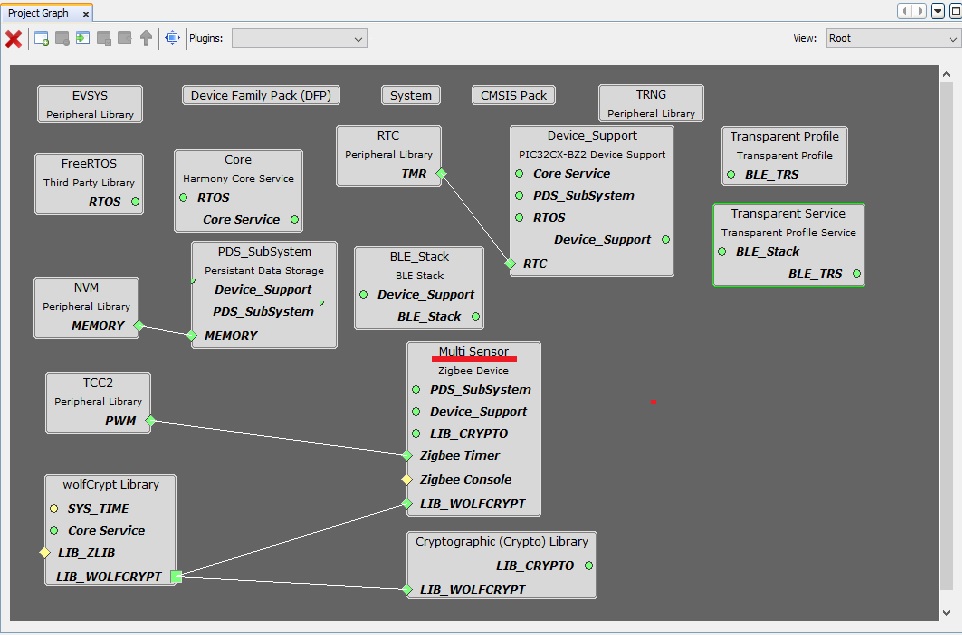 Project Graph
Plugins:
View:
Root
EVSYS
Peripheral Library
Device Family Pack (DFP)
System
CMSIS Pack
TRNG
Peripheral Library
FreeRTOS
Third Party Library
RTOS
Core
Harmony Core Service
RTOS
Core Service
RTC
Peripheral Library
TMR
Device_Support
PIC32CX-BZ2 Device Support
Core Service
PDS_SubSystem
RTOS
Device_Support
RTC
Transparent Profile
Transparent Profile
BLE_TRS
Transparent Service
Transparent Profile Service
BLE_Stack
BLE_TRS
NVM
Peripheral Library
MEMORY
PDS_SubSystem
Persistant Data Storage
Device_Support
PDS_SubSystem
MEMORY
BLE_Stack
BLE Stack
Device_Support
BLE_Stack
TCC2
Peripheral Library
PWM
Multi Sensor
Zigbee Device
PDS_SubSystem
Device_Support
LIB_CRYPTO
Zigbee Timer
Zigbee Console
LIB_WOLFCRYPT
wolfCrypt Library
SYS_TIME
Core Service
LIB_ZLIB
LIB_WOLFCRYPT
Cryptographic (Crypto) Library
LIB_CRYPTO
LIB_WOLFCRYPT